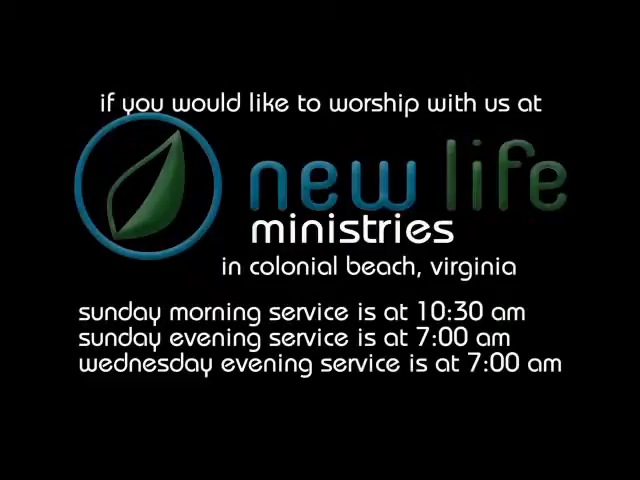 if you would like to worship with us at
new life
ministries
in colonial beach, virginia
sunday morning service is at 10:30 am
sunday evening service is at 7:00 am
wednesday evening service is at 7:00 am